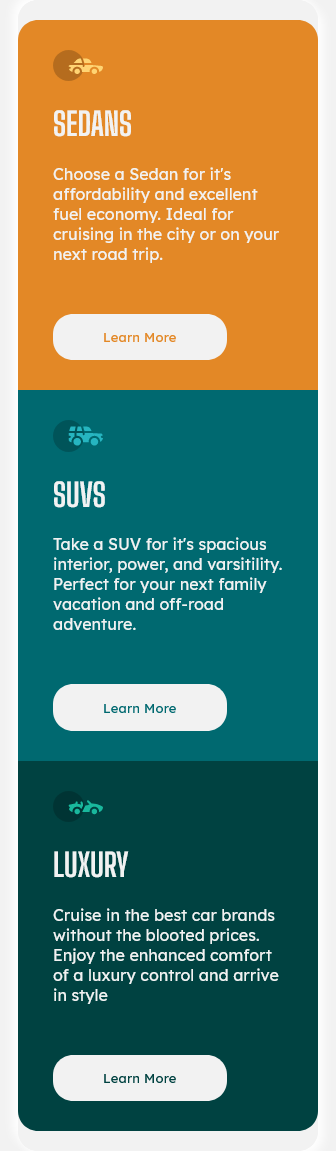 SEDANS
Choose a Sedan for it's
affordability and excellent
fuel economy. Ideal for
cruising in the city or on your
next road trip.
Learn More
SUVS
Take a SUV for it's spacious
interior, power, and varsitility.
Perfect for your next family
vacation and off-road
adventure.
Learn More
LUXURY
Cruise in the best car brands
without the blooted prices.
Enjoy the enhanced comfort
of a luxury control and arrive
in style
Learn More